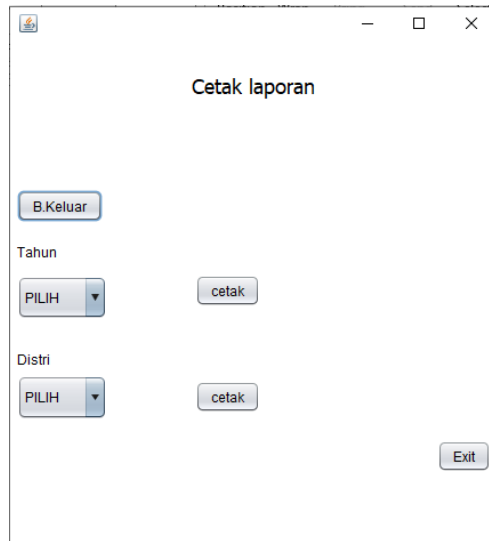 Cetak laporan
B.Keluar
Tahun
PILIH
cetak
Distri
PILIH
cetak
Exit